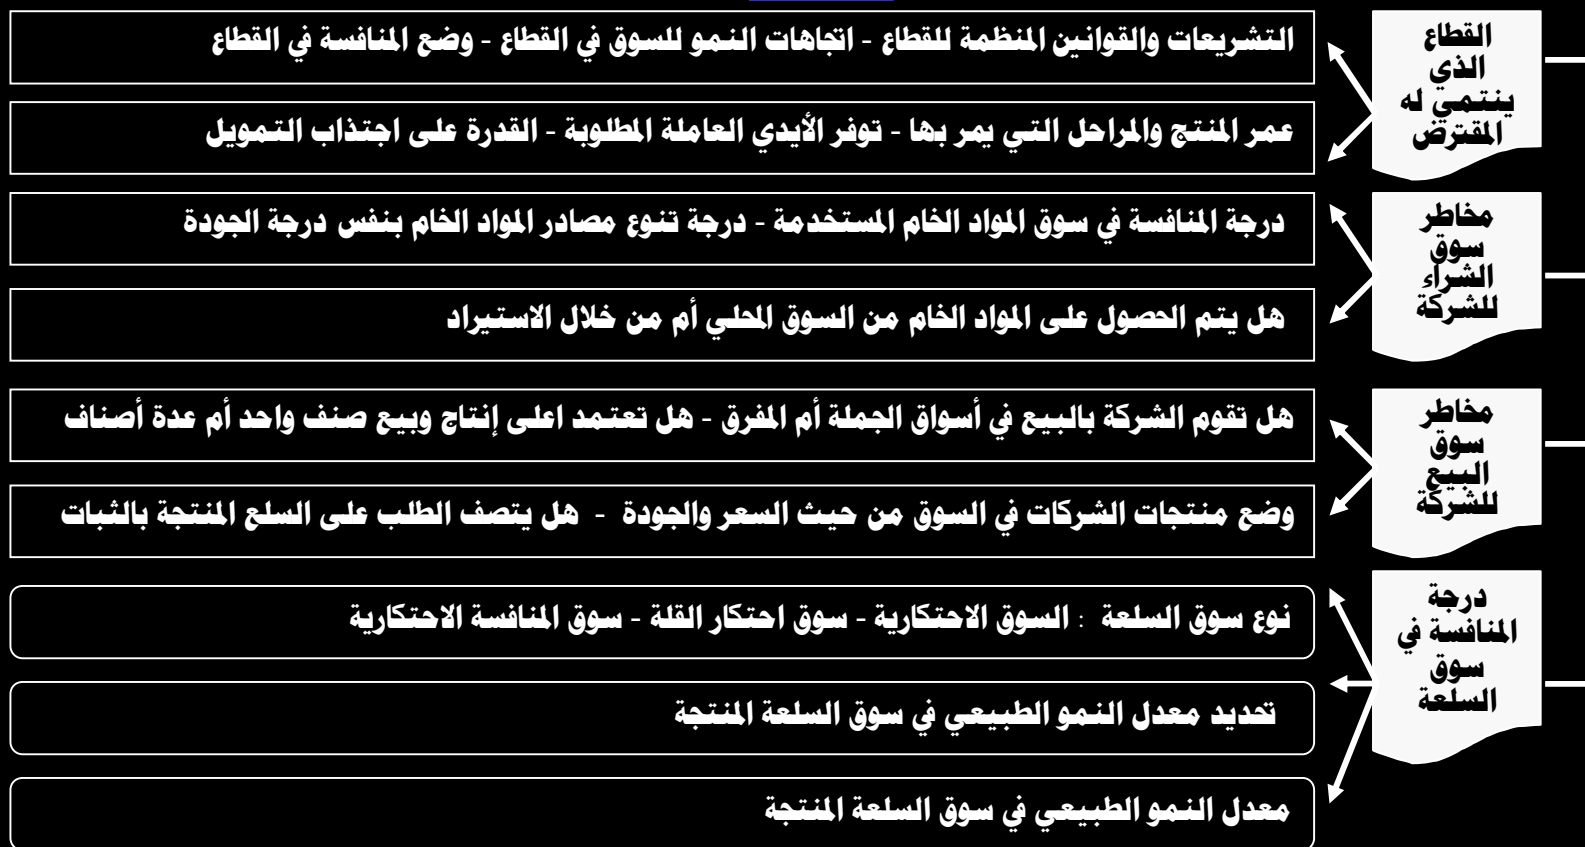 القطاع
الذي
ينتمي له
المقترض
التشريعات والقوانين المنظمة للقطاع - اتجاهات النمو للسوق في القطاع - وضع المنافسة في القطاع
عمر المنتج والمراحل التي يمر بها - توفر الأيدي العاملة المطلوبة - القدرة على اجتذاب التمويل
مخاطر
سوق
الشراء
للشركة
درجة المنافسة في سوق المواد الخام المستخدمة - درجة تنوع مصادر المواد الخام بنفس درجة الجودة
هل يتم الحصول على المواد الخام من السوق المحلي أم من خلال الاستيراد
مخاطر
سوق
البيع
للشركة
هل تقوم الشركة بالبيع في أسواق الجملة أم المفرق - هل تعتمد اعلى إنتاج وبيع صنف واحد أم عدة أصناف
وضع منتجات الشركات في السوق من حيث السعر والجودة - هل يتصف الطلب على السلع المنتجة بالثبات
درجة
المنافسة في
سوق
السلعة
نوع سوق السلعة : السوق الاحتكارية - سوق احتكار القلة - سوق المنافسة الاحتكارية
تحديد معدل النمو الطبيعي في سوق السلعة المنتجة
معدل النمو الطبيعي في سوق السلعة المنتجة